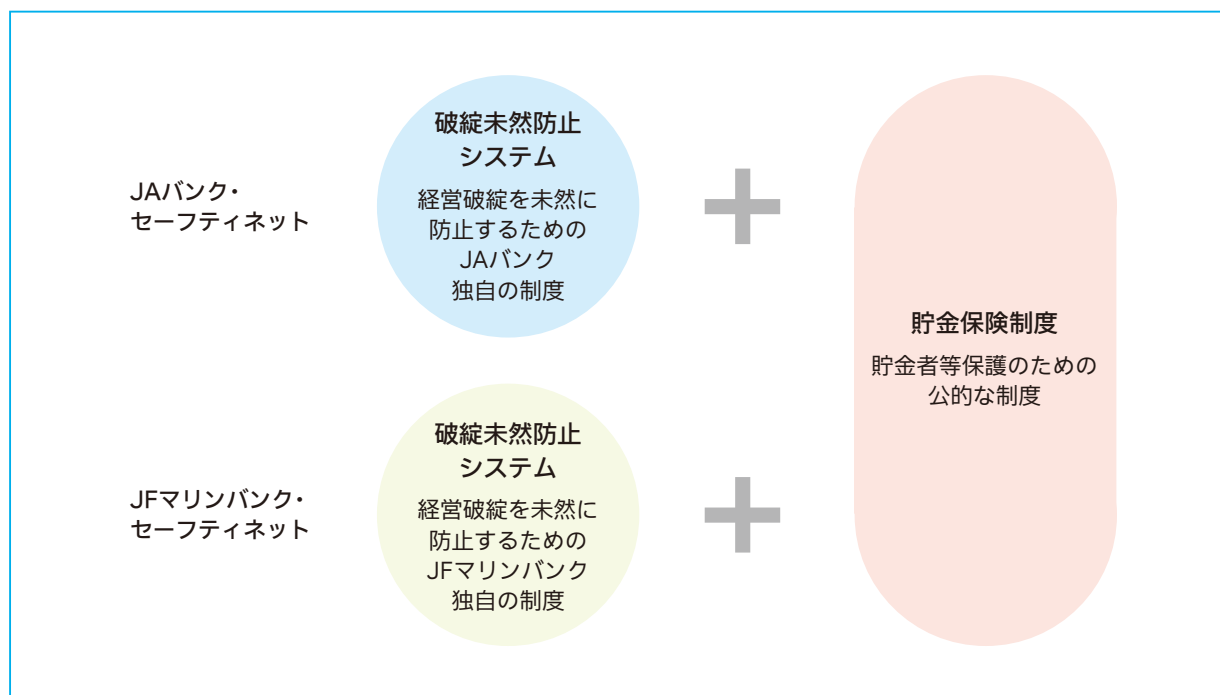 JAバンク・
セーフティネット
破綻未然防止
システム
経営破綻を未然に
防止するための
JAバンク
独自の制度
JFマリンバンク・
セーフティネット
破綻未然防止
システム
経営破綻を未然に
防止するための
JFマリンバンク
独自の制度
貯金保険制度
貯金者等保護のための
公的な制度